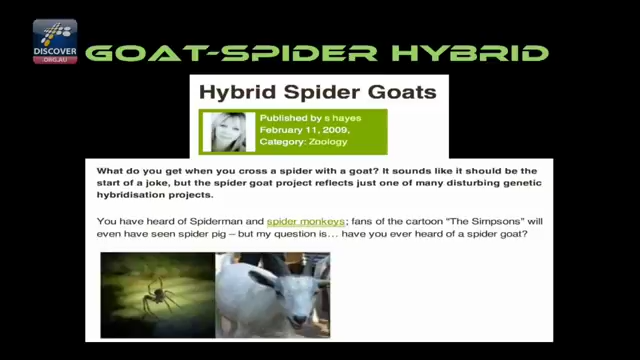 DISCOVER
.ORG.AU
GOAT-SPIDER HYBRID
Hybrid Spider Goats
Published by s hayes
February 11, 2009,
Category: Zoology
What do you get when you cross a spider with a goat? It sounds like it should be the
start of a joke, but the spider goat project reflects just one of many disturbing genetic
hybridisation projects.
You have heard of Spiderman and spider monkeys; fans of the cartoon "The Simpsons" will
even have seen spider pig – but my question is... have you ever heard of a spider goat?